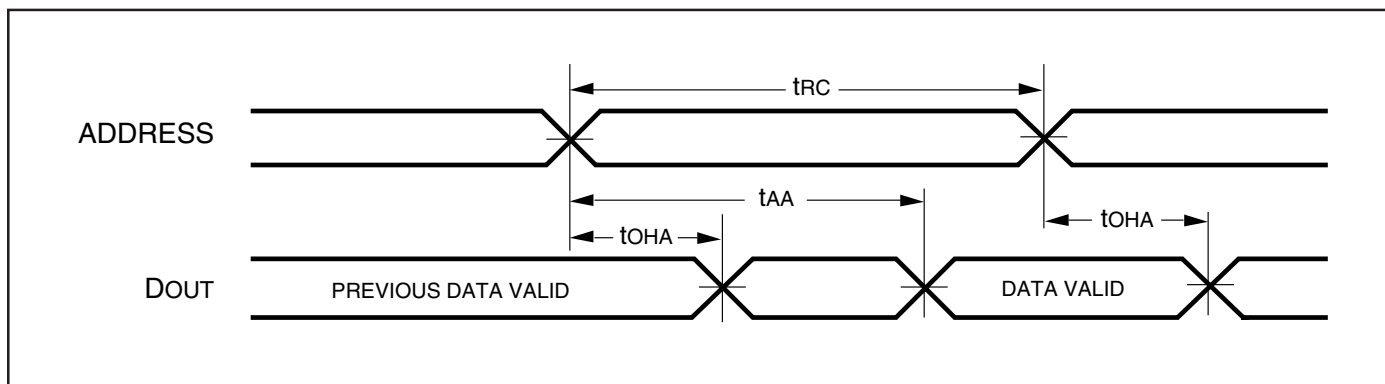 tRC
ADDRESS
tAA
tOHA
tOHA
DOUT
PREVIOUS DATA VALID
DATA VALID